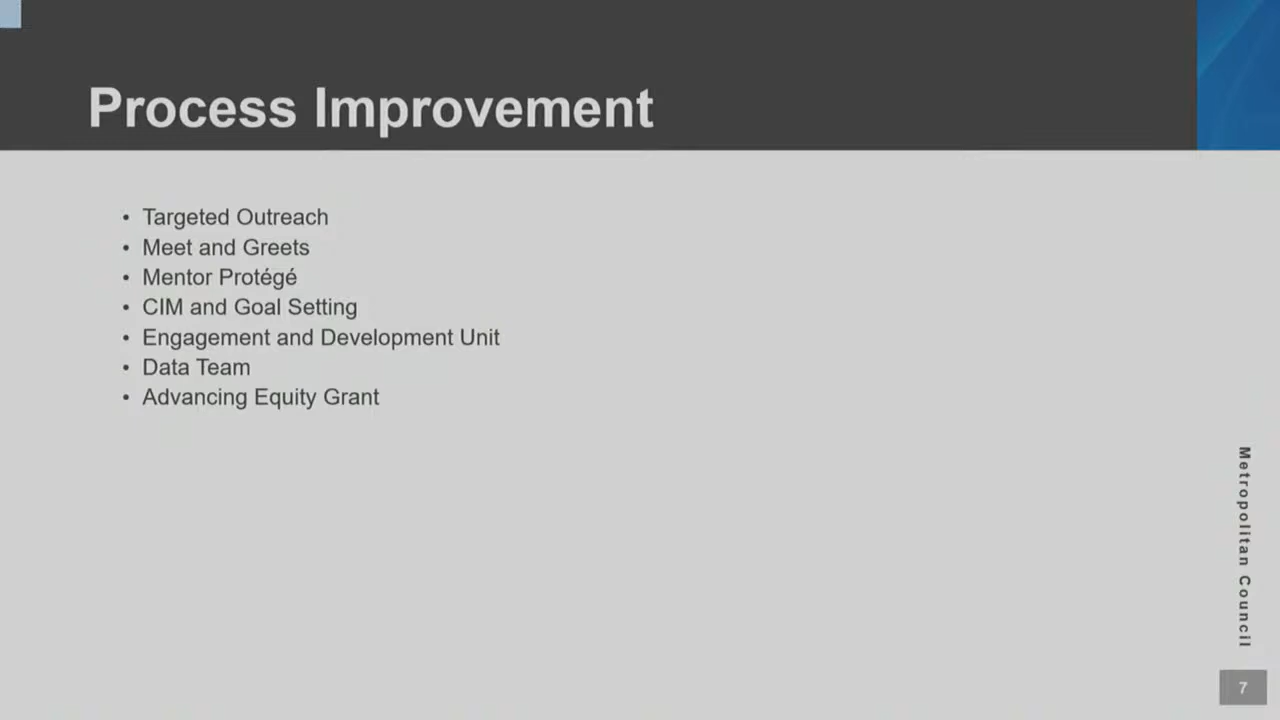 Process Improvement
• Targeted Outreach
• Meet and Greets
• Mentor Protégé
• CIM and Goal Setting
• Engagement and Development Unit
• Data Team
• Advancing Equity Grant
Metropolitan Council
7